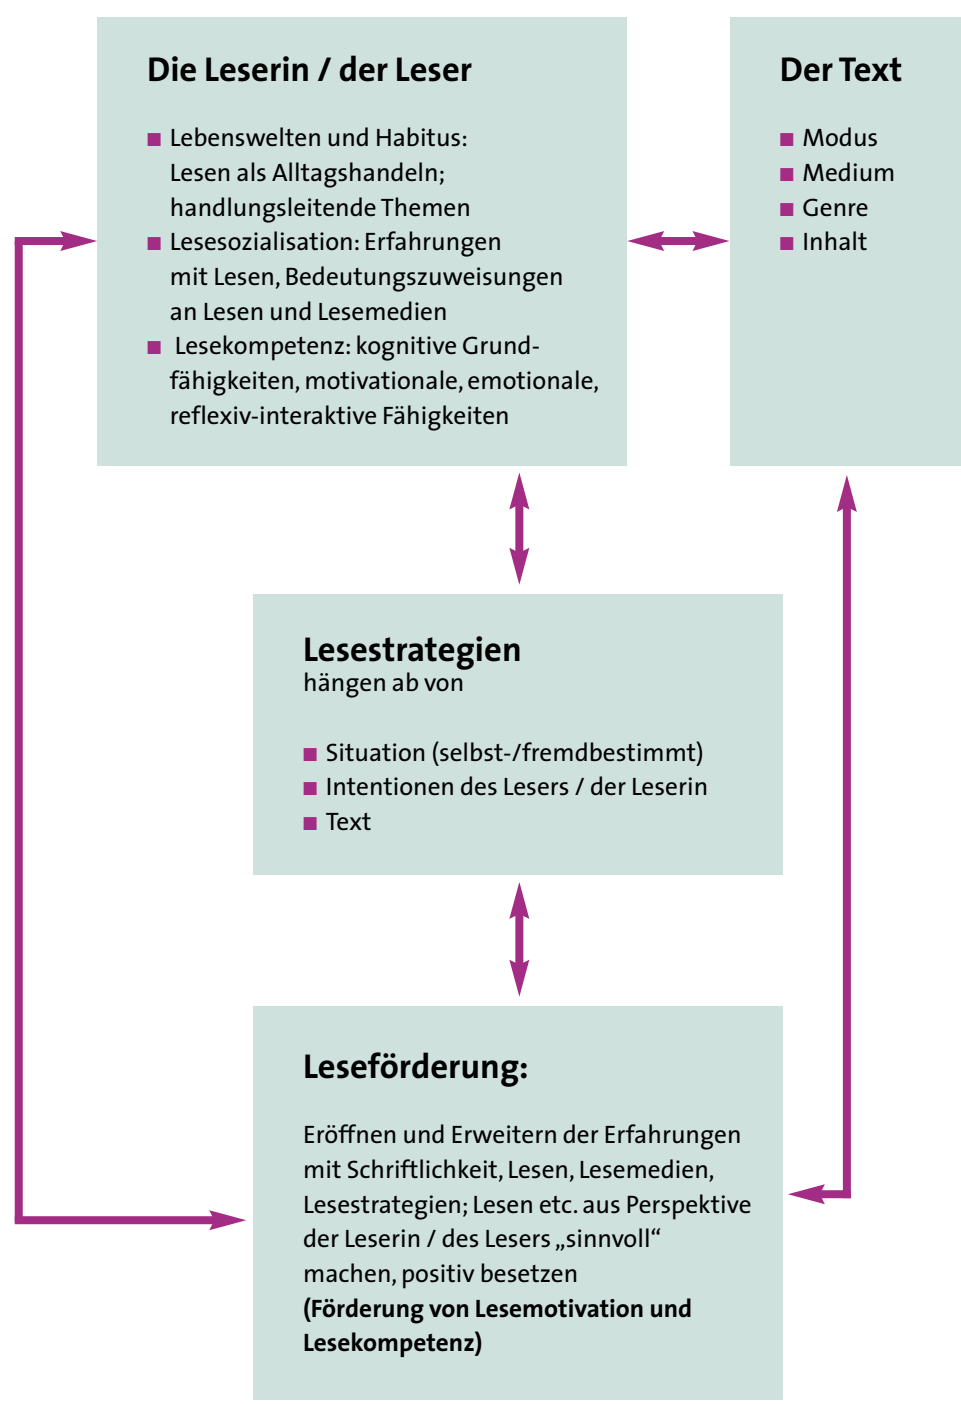 Die Leserin / der Leser
■ Lebenswelten und Habitus:
Lesen als Alltagshandeln;
handlungsleitende Themen
■ Lesesozialisation: Erfahrungen
mit Lesen, Bedeutungszuweisungen
an Lesen und Lesemedien
■ Lesekompetenz: kognitive Grund-
fähigkeiten, motivationale, emotionale,
reflexiv-interaktive Fähigkeiten
Der Text
■ Modus
■ Medium
■ Genre
■ Inhalt
Lesestrategien
hängen ab von
■ Situation (selbst-/fremdbestimmt)
■ Intentionen des Lesers / der Leserin
■ Text
Leseförderung:
Eröffnen und Erweitern der Erfahrungen
mit Schriftlichkeit, Lesen, Lesemedien,
Lesestrategien; Lesen etc. aus Perspektive
der Leserin / des Lesers „sinnvoll“
machen, positiv besetzen
(Förderung von Lesemotivation und
Lesekompetenz)